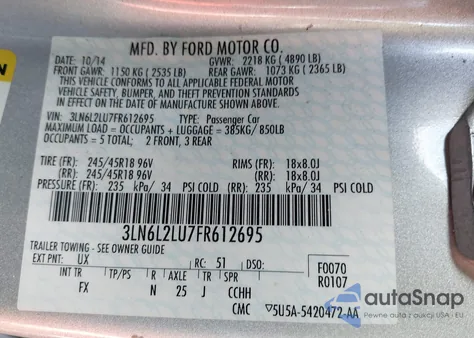 MFD. BY FORD MOTOR CO.
DATE: 10/14 GVWR: 2218 KG ( 4890 LB)
FRONT GAWR: 1150 KG ( 2535 LB) REAR GAWR: 1073 KG ( 2365 LB)
THIS VEHICLE CONFORMS TO ALL APPLICABLE FEDERAL MOTOR
VEHICLE SAFETY, BUMPER, AND THEFT PREVENTION STANDARDS IN
EFFECT ON THE DATE OF MANUFACTURE SHOWN ABOVE.
VIN: 3LN6L2LU7FR612695 TYPE: Passenger Car
MAXIMUM LOAD = OCCUPANTS + LUGGAGE = 385KG / 850LB
OCCUPANTS = 5 TOTAL; 2 FRONT, 3 REAR
TIRE (FR): 245/45R18 96V RIMS (FR): 18x8.0J
(RR): 245/45R18 96V (RR): 18x8.0J
PRESSURE (FR): 235 kPa/ 34 PSI COLD (RR): 235 kPa/ 34 PSI COLD
3LN6L2LU7FR612695
TRAILER TOWING - SEE OWNER GUIDE
EXT PNT: UX RC: 51 DSO: F0070
INT TR TP/PS R AXLE TR SPR R0107
FX N 25 J CCHH
CMC 5U5A-5420472-AA
autoSnap
Pewne auta z USA - EU